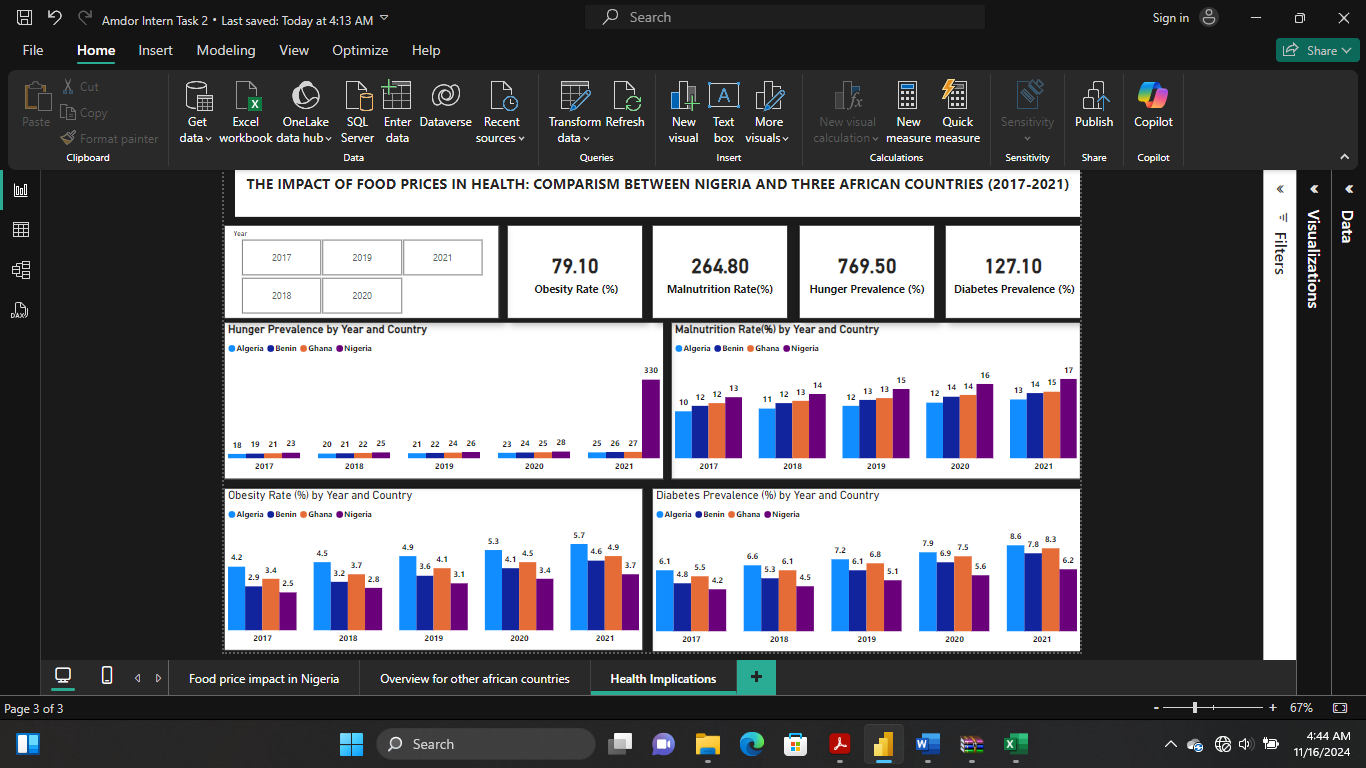 Amdor Intern Task 2 • Last saved: Today at 4:13 AM
Search
Sign in
File Home Insert Modeling View Optimize Help
Share
Paste
Cut
Copy
Format painter
Clipboard
Get data
Excel workbook
OneLake data hub
SQL Server
Enter data
Dataverse
Recent sources
Data
Transform data
Refresh
Queries
New visual
Text box
More visuals
Insert
New visual calculation
New measure
Quick measure
Calculations
Sensitivity
Sensitivity
Publish
Share
Copilot
Copilot
DAX
THE IMPACT OF FOOD PRICES IN HEALTH: COMPARISM BETWEEN NIGERIA AND THREE AFRICAN COUNTRIES (2017-2021)
Year
2017 2019 2021
2018 2020
79.10
Obesity Rate (%)
264.80
Malnutrition Rate(%)
769.50
Hunger Prevalence (%)
127.10
Diabetes Prevalence (%)
Hunger Prevalence by Year and Country
Algeria Benin Ghana Nigeria
330
18 19 21 23 20 21 22 25 21 22 24 26 23 24 25 28 25 26 27
2017 2018 2019 2020 2021
Malnutrition Rate(%) by Year and Country
Algeria Benin Ghana Nigeria
10 12 12 13 11 12 13 14 12 13 13 15 12 14 14 16 13 14 15 17
2017 2018 2019 2020 2021
Obesity Rate (%) by Year and Country
Algeria Benin Ghana Nigeria
4.2 2.9 3.4 2.5 4.5 3.2 3.7 2.8 4.9 3.6 4.1 3.1 5.3 4.1 4.5 3.4 5.7 4.6 4.9 3.7
2017 2018 2019 2020 2021
Diabetes Prevalence (%) by Year and Country
Algeria Benin Ghana Nigeria
6.1 4.8 5.5 4.2 6.6 5.3 6.1 4.5 7.2 6.1 6.8 5.1 7.9 6.9 7.5 5.6 8.6 7.8 8.3 6.2
2017 2018 2019 2020 2021
Filters
Visualizations
Data
Food price impact in Nigeria
Overview for other african countries
Health Implications
Page 3 of 3
67%
Search
4:44 AM
11/16/2024